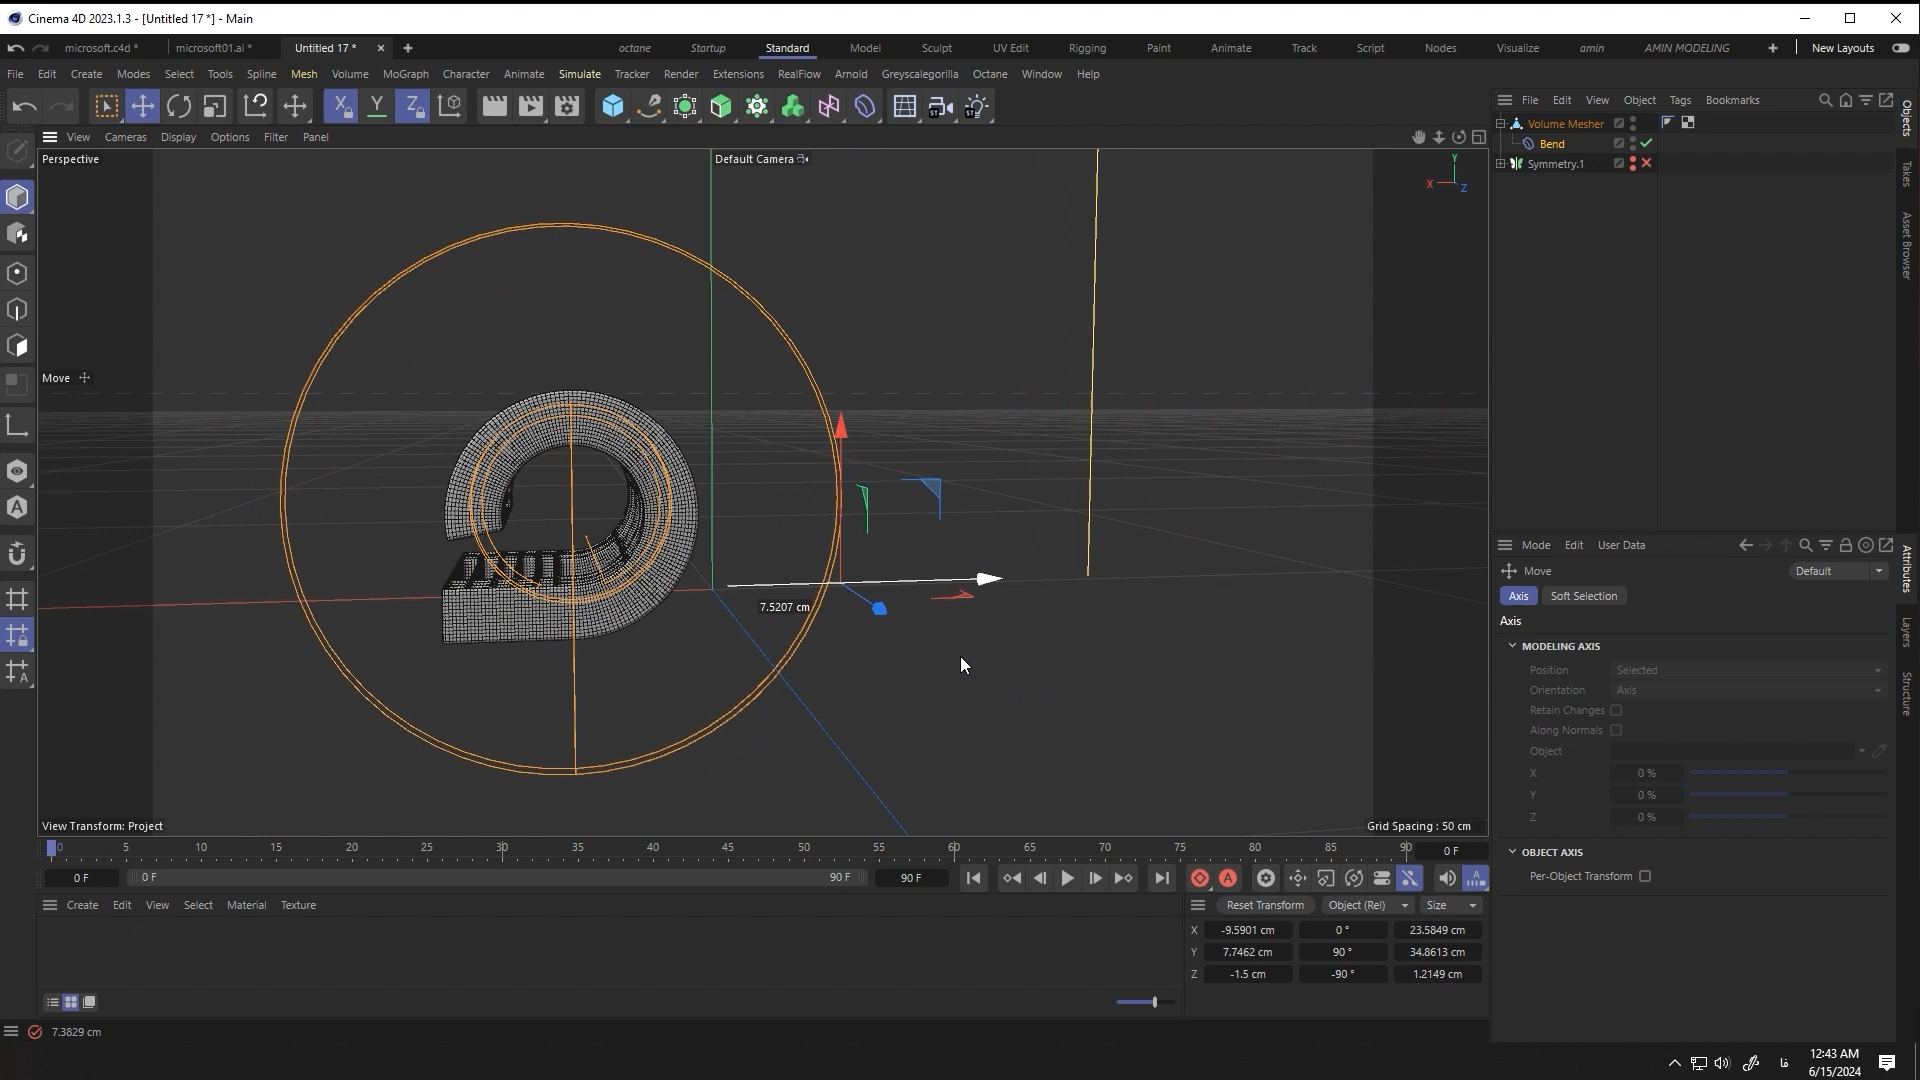 Cinema 4D 2023.1.3 - [Untitled 17 *] - Main
microsoft.c4d * microsoft01.ai * Untitled 17 * octane Startup Standard Model Sculpt UV Edit Rigging Paint Animate Track Script Nodes Visualize amin AMIN MODELING New Layouts
File Edit Create Modes Select Tools Spline Mesh Volume MoGraph Character Animate Simulate Tracker Render Extensions RealFlow Arnold Greyscalegorilla Octane Window Help
X Y Z
File Edit View Object Tags Bookmarks
View Cameras Display Options Filter Panel
Volume Mesher
Bend
Symmetry.1
Perspective
Default Camera
Y
X
Z
Move
7.5207 cm
View Transform: Project
Grid Spacing : 50 cm
Objects
Takes
Asset Browser
Attributes
Layers
Structure
Mode Edit User Data
Move
Default
Axis Soft Selection
Axis
MODELING AXIS
Position Selected
Orientation Axis
Retain Changes
Along Normals
Object
X 0 %
Y 0 %
Z 0 %
OBJECT AXIS
Per-Object Transform
0 5 10 15 20 25 30 35 40 45 50 55 60 65 70 75 80 85 90 0 F
0 F 0 F 90 F 90 F
Create Edit View Select Material Texture
Reset Transform Object (Rel) Size
X -9.5901 cm 0 ° 23.5849 cm
Y 7.7462 cm 90 ° 34.8613 cm
Z -1.5 cm -90 ° 1.2149 cm
7.3829 cm
فا
12:43 AM
6/15/2024